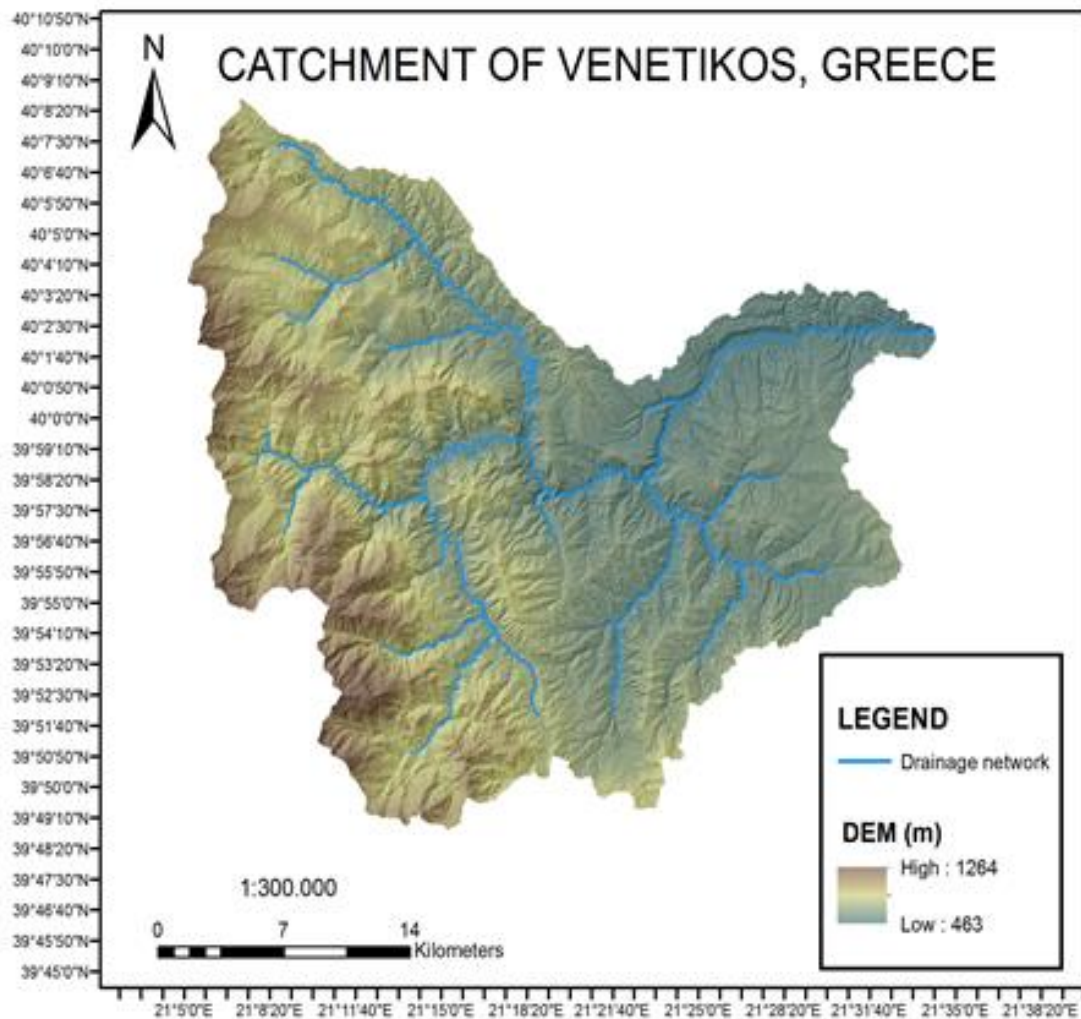 N
CATCHMENT OF VENETIKOS, GREECE
40°10'50"N
40°10'0"N
40°9'10"N
40°8'20"N
40°7'30"N
40°6'40"N
40°5'50"N
40°5'0"N
40°4'10"N
40°3'20"N
40°2'30"N
40°1'40"N
40°0'50"N
40°0'0"N
39°59'10"N
39°58'20"N
39°57'30"N
39°56'40"N
39°55'50"N
39°55'0"N
39°54'10"N
39°53'20"N
39°52'30"N
39°51'40"N
39°50'50"N
39°50'0"N
39°49'10"N
39°48'20"N
39°47'30"N
39°46'40"N
39°45'50"N
39°45'0"N
LEGEND
Drainage network
DEM (m)
High : 1264
Low : 463
1:300.000
0 7 14
Kilometers
21°5'0"E 21°8'20"E 21°11'40"E 21°15'0"E 21°18'20"E 21°21'40"E 21°25'0"E 21°28'20"E 21°31'40"E 21°35'0"E 21°38'20"E